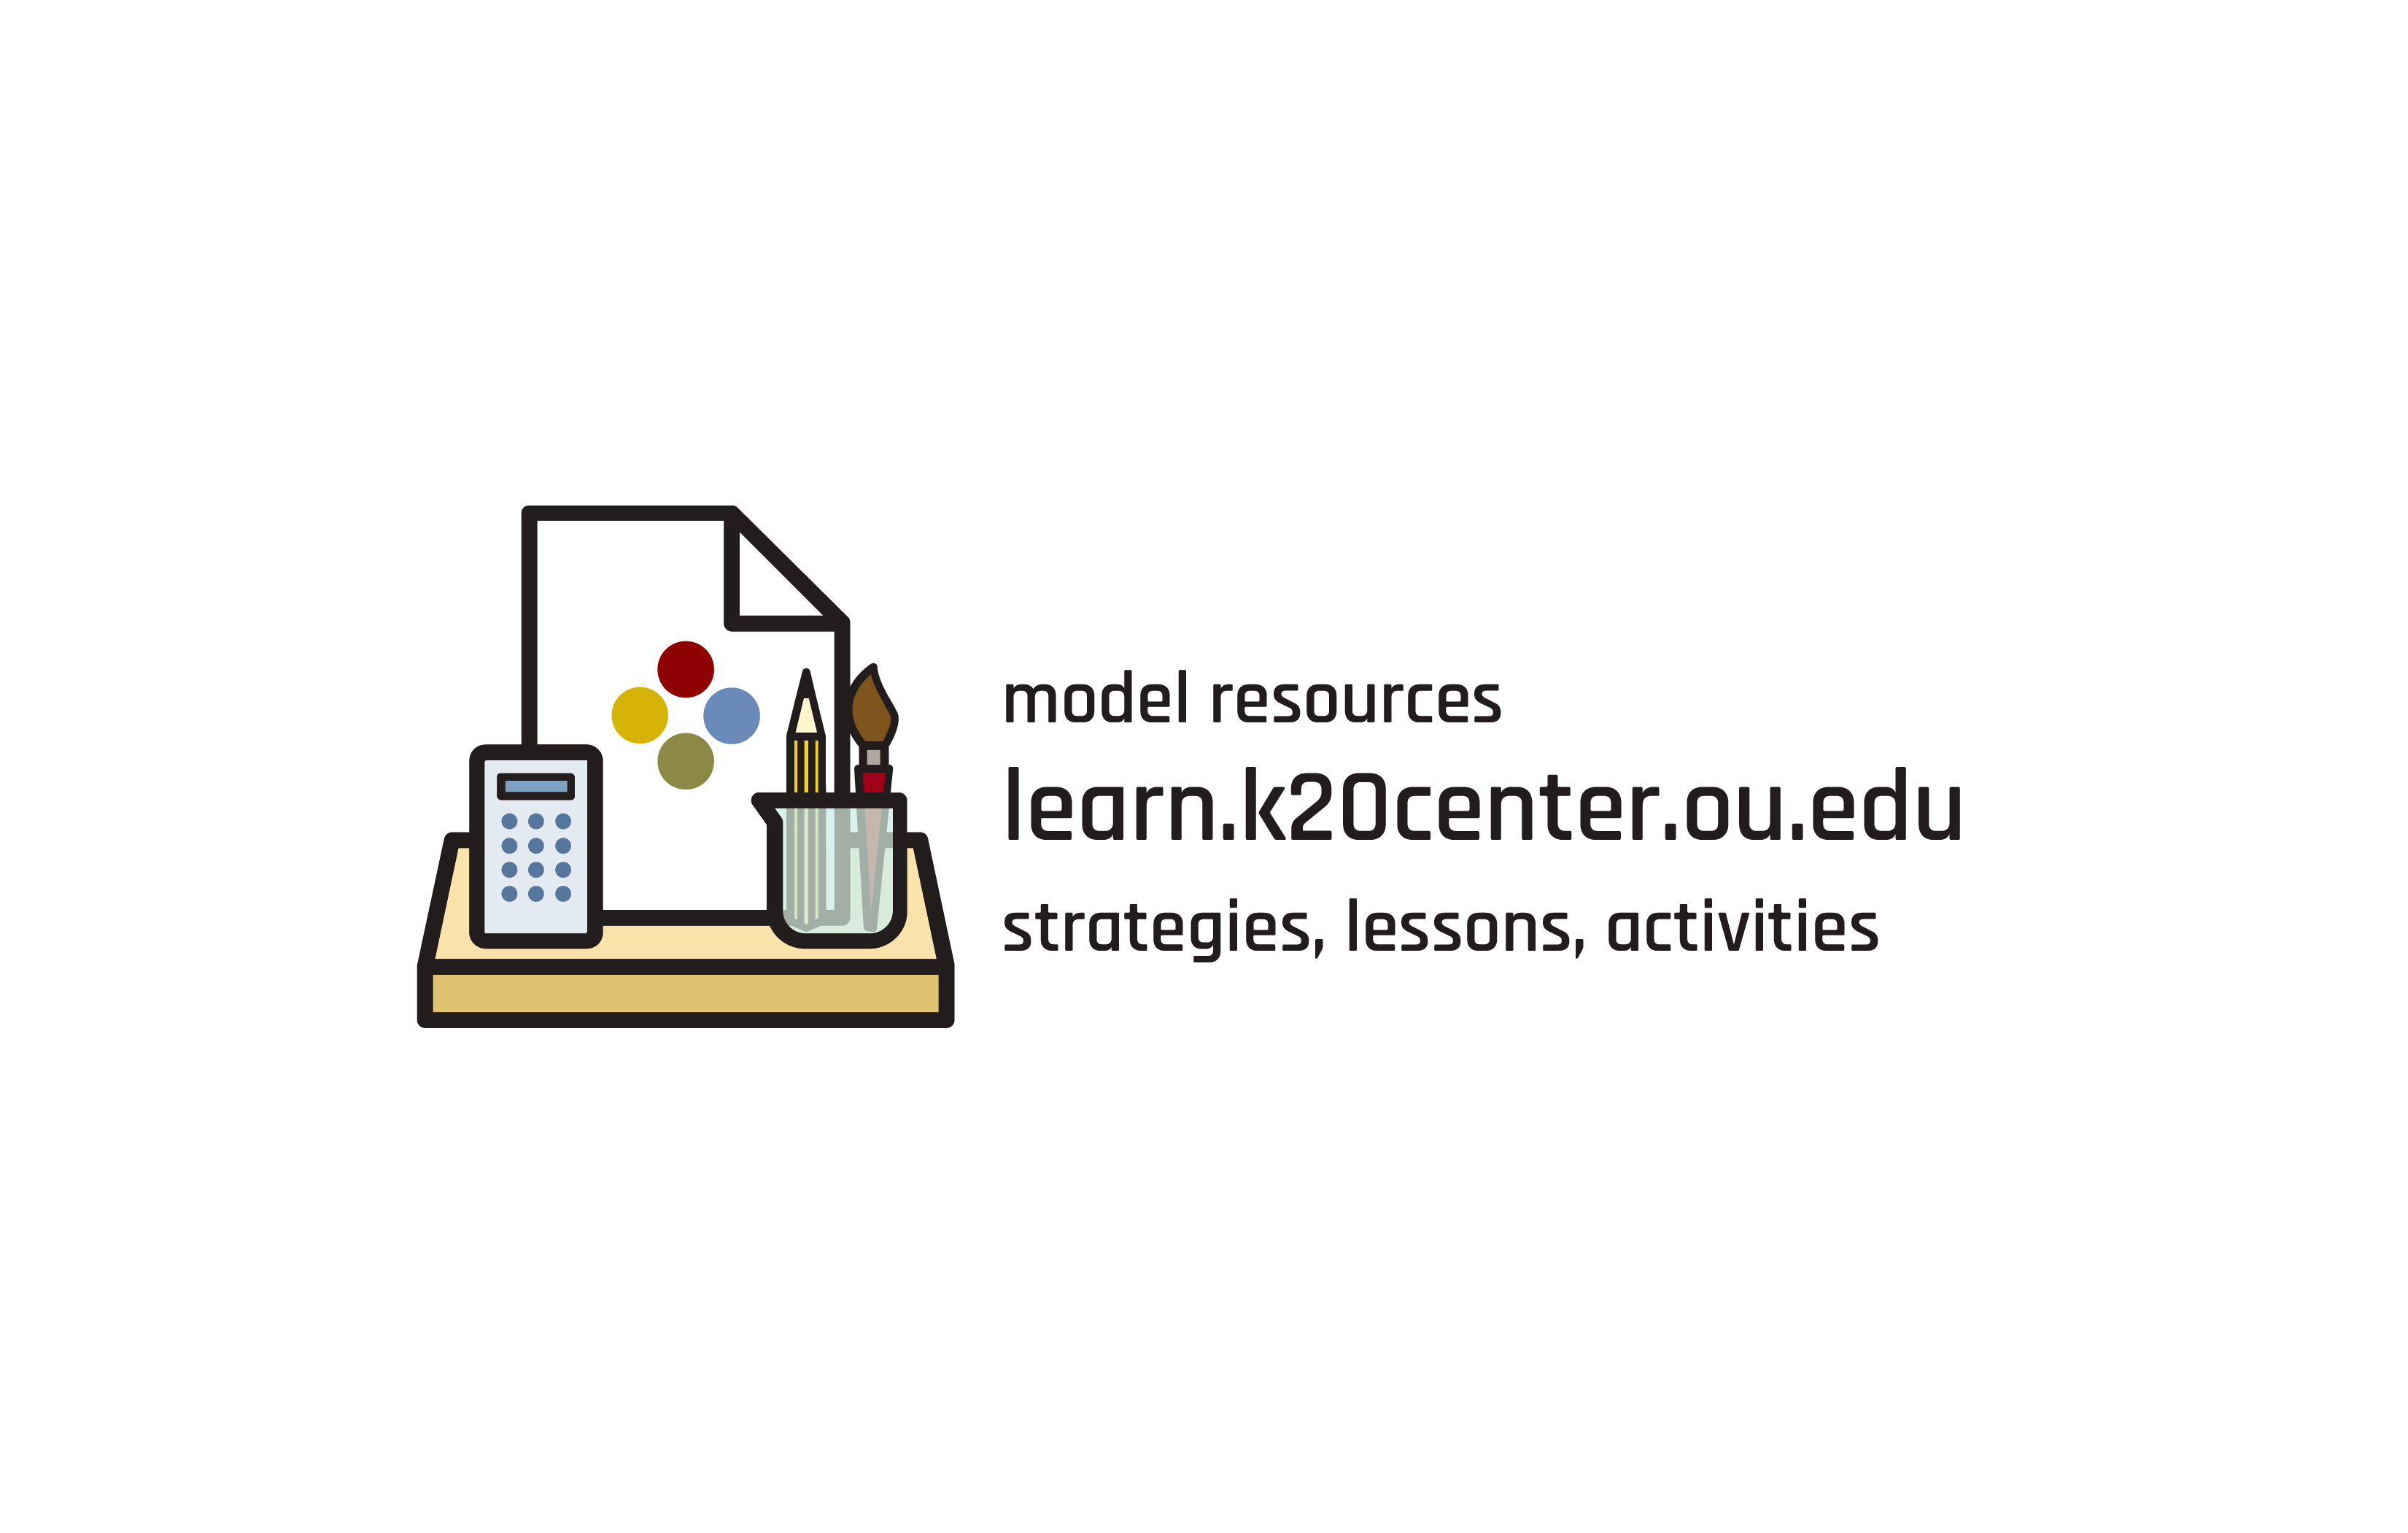 model resources
learn.k20center.ou.edu
strategies, lessons, activities